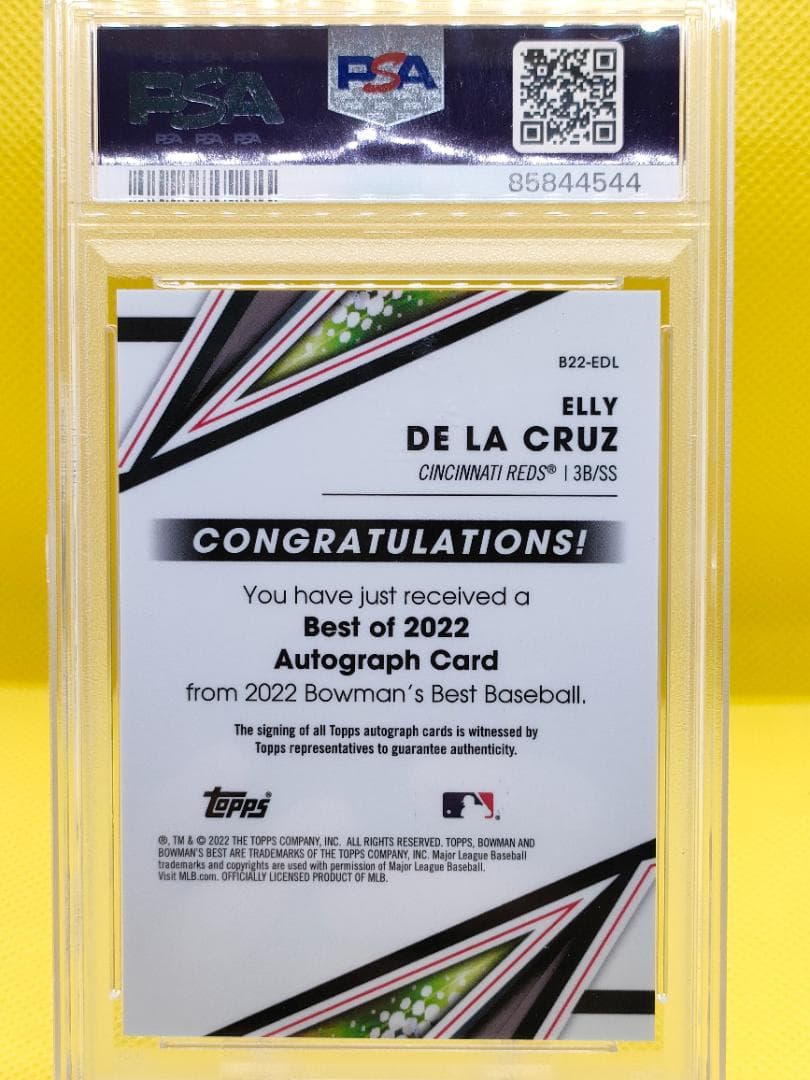 PSA
PSA
PSA PSA PSA
85844544
B22-EDL
ELLY
DE LA CRUZ
CINCINNATI REDS® | 3B/SS
CONGRATULATIONS!
You have just received a
Best of 2022
Autograph Card
from 2022 Bowman's Best Baseball.
The signing of all Topps autograph cards is witnessed by
Topps representatives to guarantee authenticity.
topps®
®, TM & © 2022 THE TOPPS COMPANY, INC. ALL RIGHTS RESERVED. TOPPS, BOWMAN AND
BOWMAN'S BEST ARE TRADEMARKS OF THE TOPPS COMPANY, INC. Major League Baseball
trademarks and copyrights are used with permission of Major League Baseball.
Visit MLB.com. OFFICIALLY LICENSED PRODUCT OF MLB.